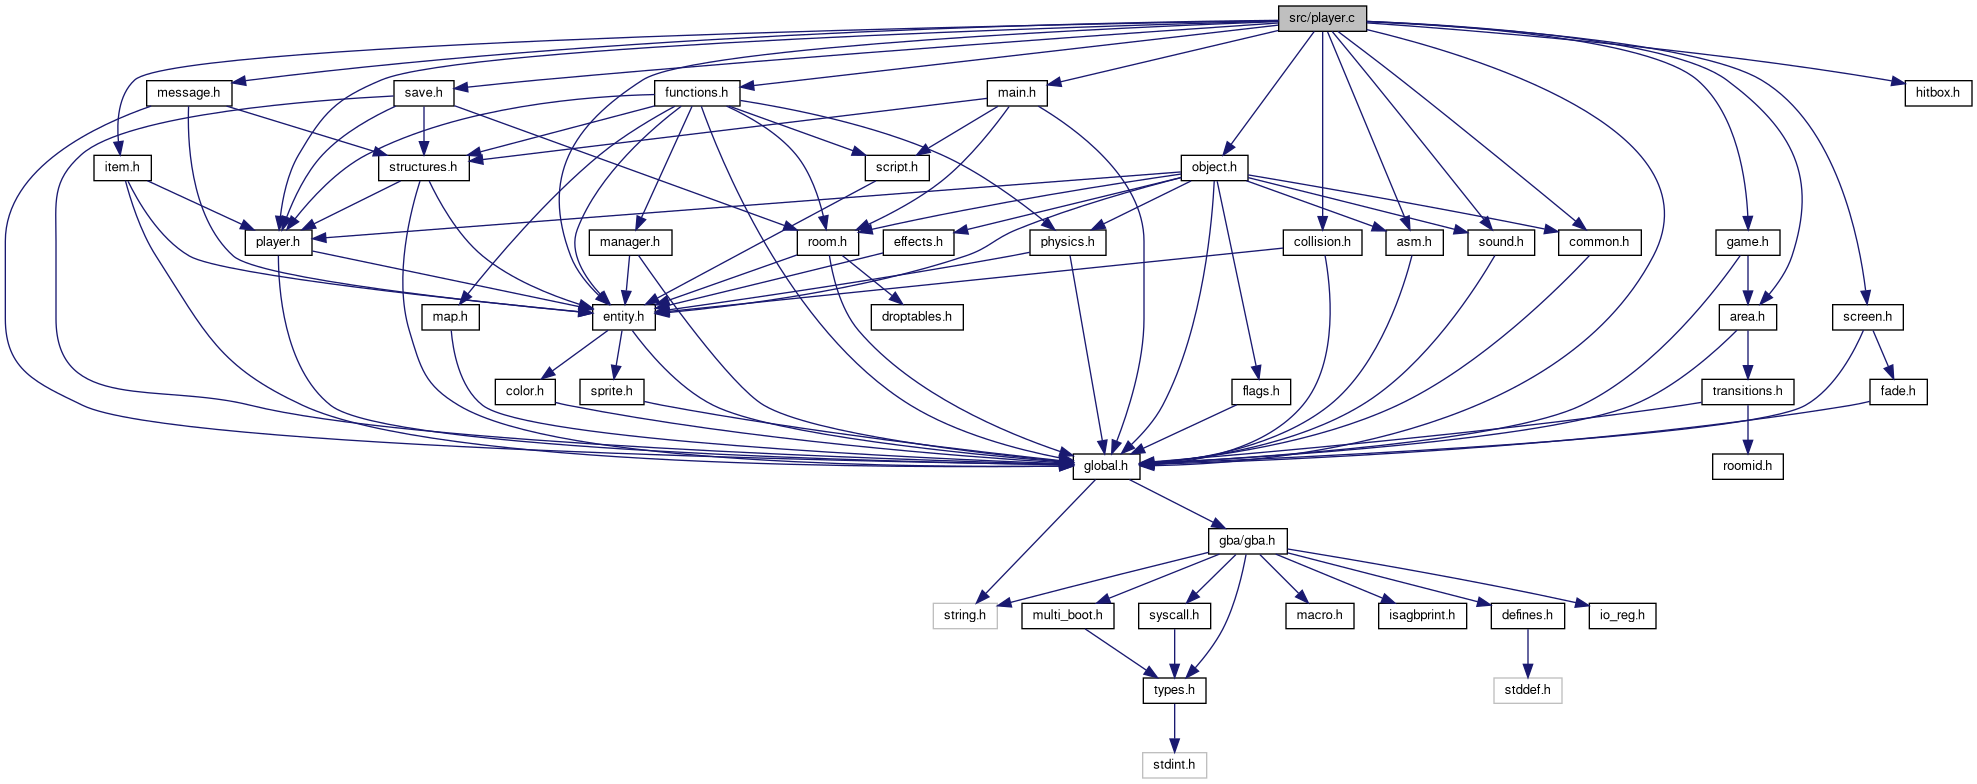 src/player.c
message.h
save.h
functions.h
main.h
hitbox.h
item.h
structures.h
script.h
object.h
player.h
manager.h
room.h
effects.h
physics.h
collision.h
asm.h
sound.h
common.h
game.h
map.h
entity.h
droptables.h
area.h
screen.h
color.h
sprite.h
flags.h
transitions.h
fade.h
global.h
roomid.h
gba/gba.h
string.h
multi_boot.h
syscall.h
macro.h
isagbprint.h
defines.h
io_reg.h
types.h
stddef.h
stdint.h